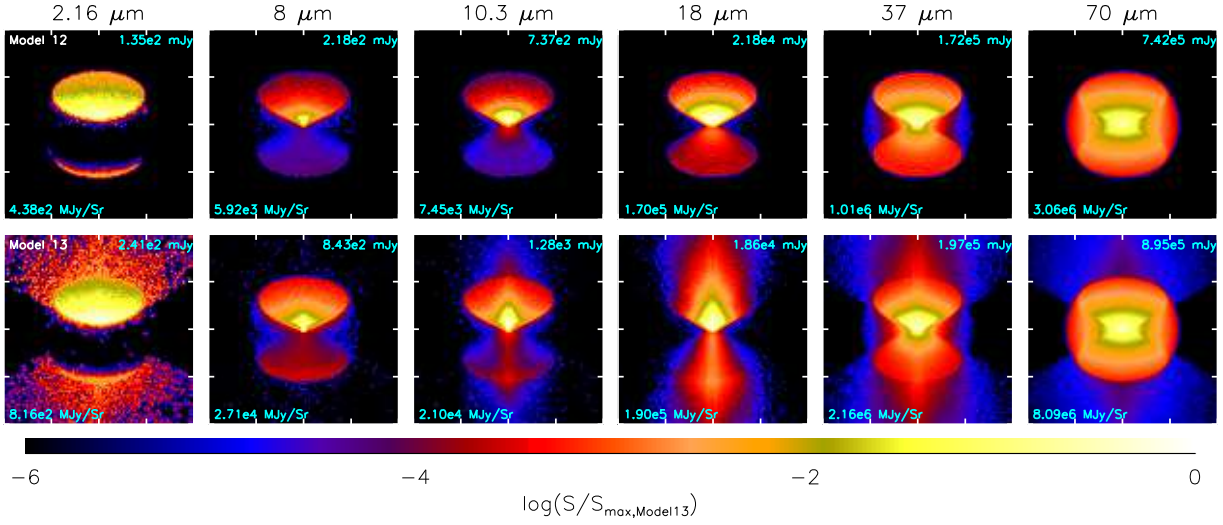 2.16 μm 8 μm 10.3 μm 18 μm 37 μm 70 μm
Model 12 1.35e2 mJy 2.18e2 mJy 7.37e2 mJy 2.18e4 mJy 1.72e5 mJy 7.42e5 mJy
4.38e2 MJy/Sr 5.92e3 MJy/Sr 7.45e3 MJy/Sr 1.70e5 MJy/Sr 1.01e6 MJy/Sr 3.06e6 MJy/Sr
Model 13 2.41e2 mJy 8.43e2 mJy 1.28e3 mJy 1.86e4 mJy 1.97e5 mJy 8.95e5 mJy
8.16e2 MJy/Sr 2.71e4 MJy/Sr 2.10e4 MJy/Sr 1.90e5 MJy/Sr 2.16e6 MJy/Sr 8.09e6 MJy/Sr
−6 −4 −2 0
log(S/Smax,Model13)